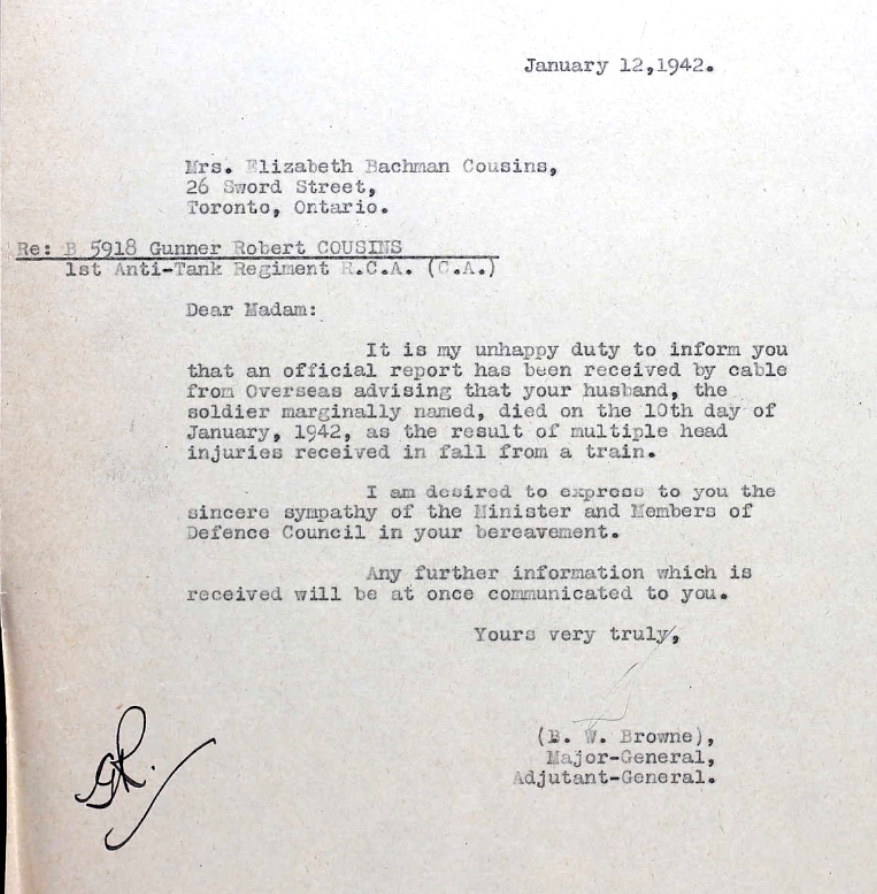 January 12,1942.
Mrs. Elizabeth Bachman Cousins,
26 Sword Street,
Toronto, Ontario.
Re: B 5918 Gunner Robert COUSINS
1st Anti-Tank Regiment R.C.A. (C.A.)
Dear Madam:
It is my unhappy duty to inform you
that an official report has been received by cable
from Overseas advising that your husband, the
soldier marginally named, died on the 10th day of
January, 1942, as the result of multiple head
injuries received in fall from a train.
I am desired to express to you the
sincere sympathy of the Minister and Members of
Defence Council in your bereavement.
Any further information which is
received will be at once communicated to you.
Yours very truly,
(B. W. Browne),
Major-General,
Adjutant-General.